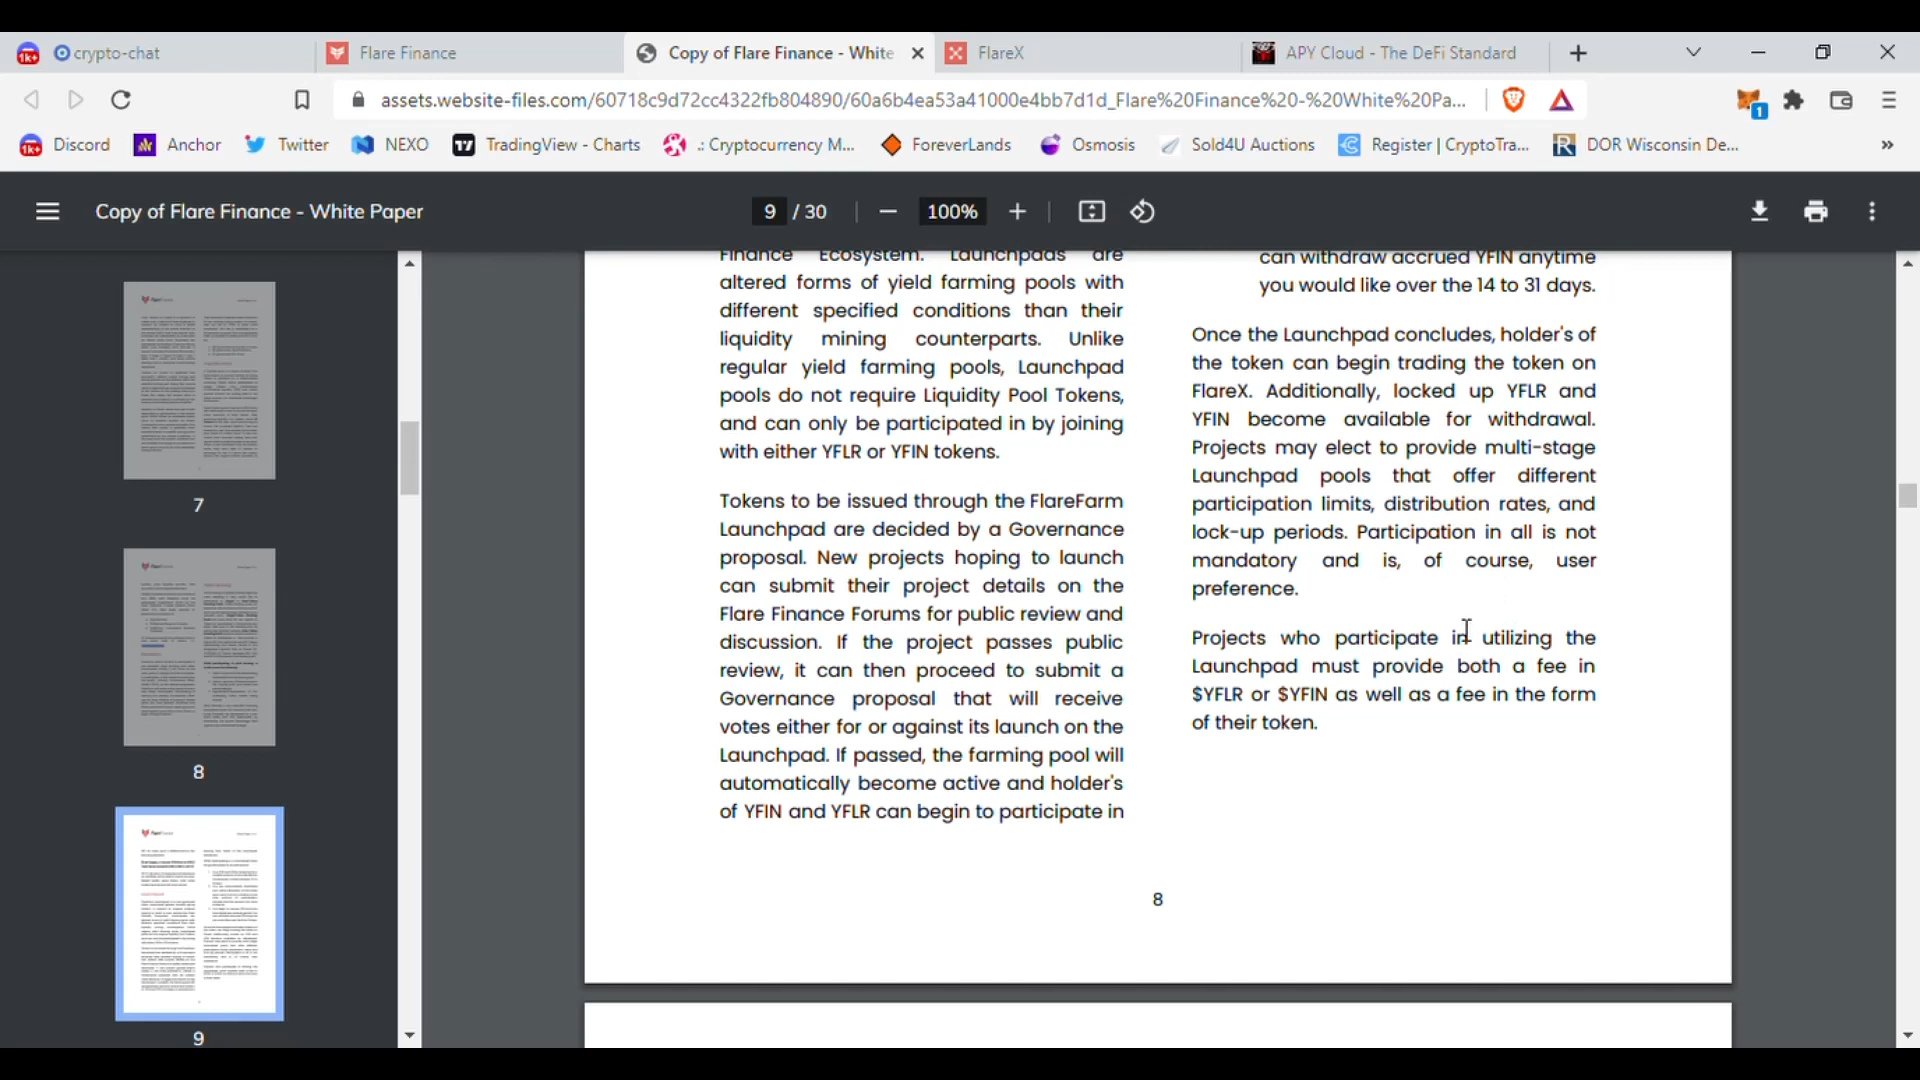 crypto-chat
Flare Finance
Copy of Flare Finance - White
FlareX
APY Cloud - The DeFi Standard
assets.website-files.com/60718c9d72cc4322fb804890/60a6b4ea53a41000e4bb7d1d_Flare%20Finance%20-%20White%20Pa...
1
1k+ Discord
Anchor
Twitter
NEXO
TradingView - Charts
.: Cryptocurrency M...
ForeverLands
Osmosis
Sold4U Auctions
Register | CryptoTra...
DOR Wisconsin De...
»
Copy of Flare Finance - White Paper
9 / 30
100%
7
8
9
Finance Ecosystem. Launchpads are
altered forms of yield farming pools with
different specified conditions than their
liquidity mining counterparts. Unlike
regular yield farming pools, Launchpad
pools do not require Liquidity Pool Tokens,
and can only be participated in by joining
with either YFLR or YFIN tokens.
Tokens to be issued through the FlareFarm
Launchpad are decided by a Governance
proposal. New projects hoping to launch
can submit their project details on the
Flare Finance Forums for public review and
discussion. If the project passes public
review, it can then proceed to submit a
Governance proposal that will receive
votes either for or against its launch on the
Launchpad. If passed, the farming pool will
automatically become active and holder's
of YFIN and YFLR can begin to participate in
can withdraw accrued YFIN anytime
you would like over the 14 to 31 days.
Once the Launchpad concludes, holder's of
the token can begin trading the token on
FlareX. Additionally, locked up YFLR and
YFIN become available for withdrawal.
Projects may elect to provide multi-stage
Launchpad pools that offer different
participation limits, distribution rates, and
lock-up periods. Participation in all is not
mandatory and is, of course, user
preference.
Projects who participate in utilizing the
Launchpad must provide both a fee in
$YFLR or $YFIN as well as a fee in the form
of their token.
8